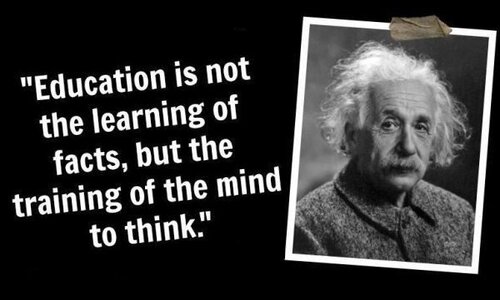 "Education is not
the learning of
facts, but the
training of the mind
to think."